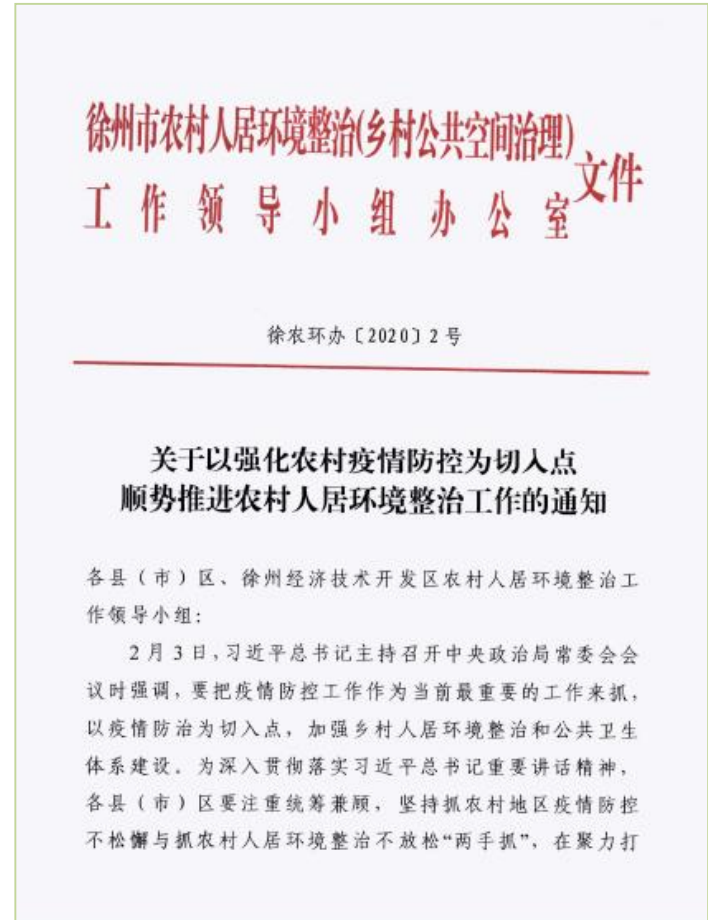 徐州市农村人居环境整治(乡村公共空间治理)
工作领导小组办公室
文件
徐农环办〔2020〕2号
关于以强化农村疫情防控为切入点
顺势推进农村人居环境整治工作的通知
各县（市）区、徐州经济技术开发区农村人居环境整治工
作领导小组：
2月3日，习近平总书记主持召开中央政治局常委会会
议时强调，要把疫情防控工作作为当前最重要的工作来抓，
以疫情防治为切入点，加强乡村人居环境整治和公共卫生
体系建设。为深入贯彻落实习近平总书记重要讲话精神，
各县（市）区要注重统筹兼顾，坚持抓农村地区疫情防控
不松懈与抓农村人居环境整治不放松“两手抓”，在聚力打